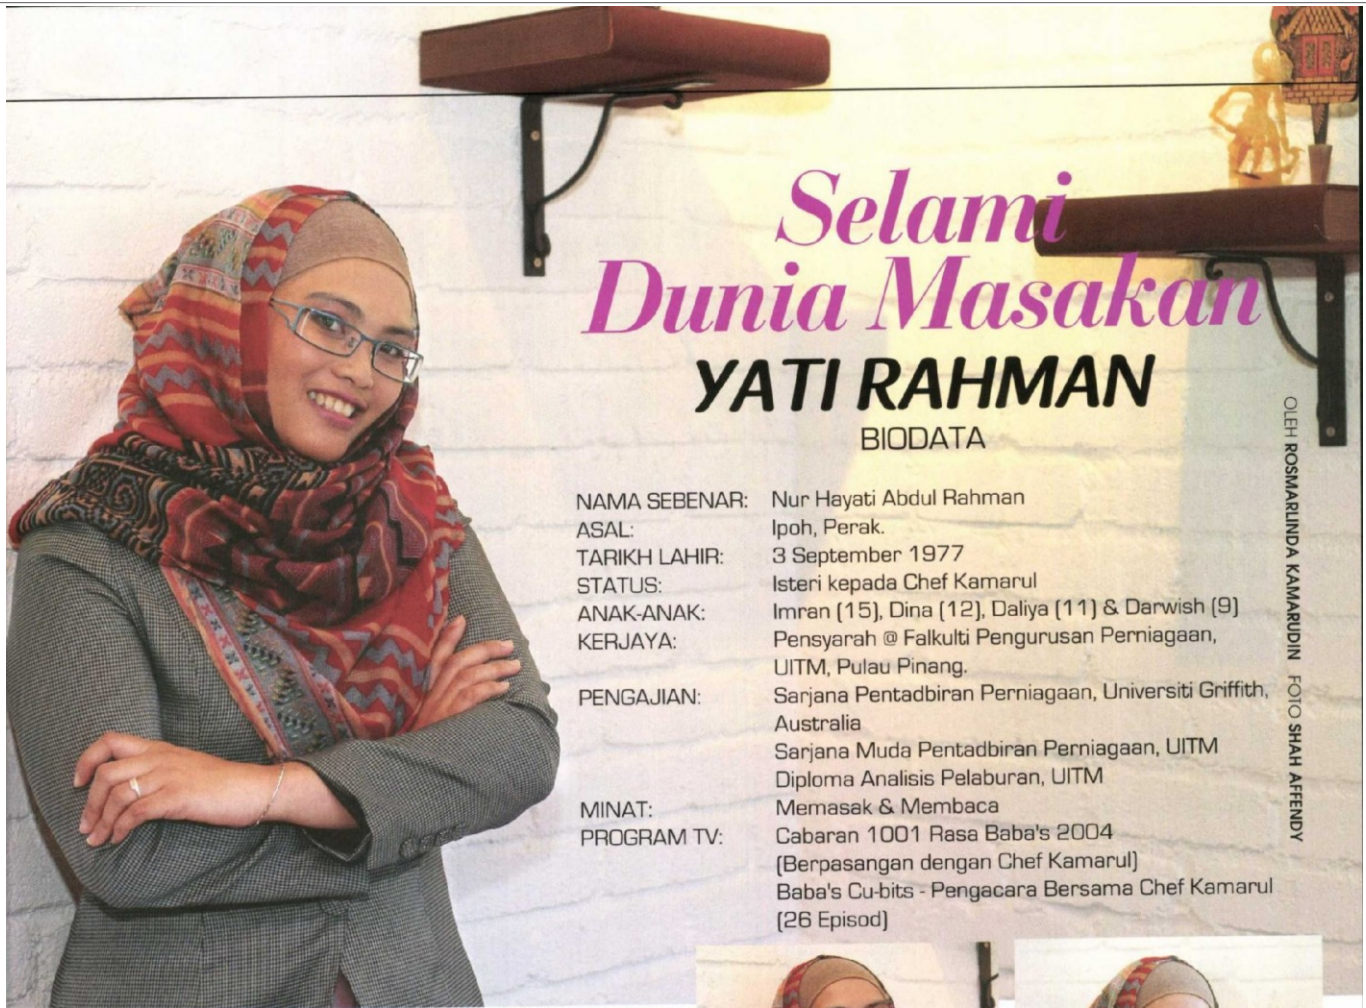 Selami
Dunia Masakan
YATI RAHMAN
BIODATA
NAMA SEBENAR: Nur Hayati Abdul Rahman
ASAL: Ipoh, Perak.
TARIKH LAHIR: 3 September 1977
STATUS: Isteri kepada Chef Kamarul
ANAK-ANAK: Imran (15), Dina (12), Daliya (11) & Darwish (9)
KERJAYA: Pensyarah @ Falkulti Pengurusan Perniagaan,
UITM, Pulau Pinang.
PENGAJIAN: Sarjana Pentadbiran Perniagaan, Universiti Griffith,
Australia
Sarjana Muda Pentadbiran Perniagaan, UITM
Diploma Analisis Pelaburan, UITM
MINAT: Memasak & Membaca
PROGRAM TV: Cabaran 1001 Rasa Baba's 2004
(Berpasangan dengan Chef Kamarul)
Baba's Cu-bits - Pengacara Bersama Chef Kamarul
(26 Episod)
OLEH ROSMARLINDA KAMARUDIN FOTO SHAH AFFENDY